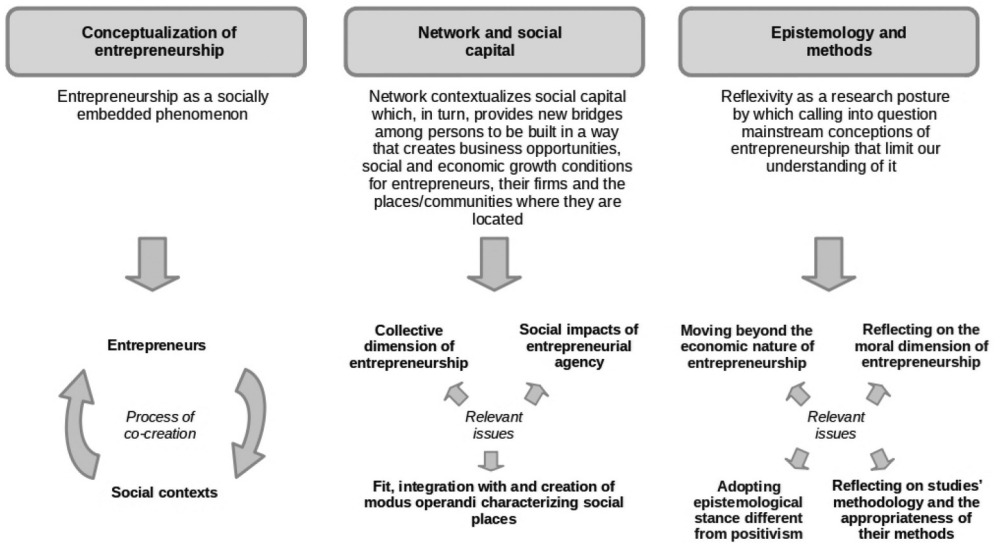 Conceptualization of
entrepreneurship
Entrepreneurship as a socially
embedded phenomenon
Entrepreneurs
Process of
co-creation
Social contexts
Network and social
capital
Network contextualizes social capital
which, in turn, provides new bridges
among persons to be built in a way
that creates business opportunities,
social and economic growth conditions
for entrepreneurs, their firms and the
places/communities where they are
located
Collective
dimension of
entrepreneurship
Social impacts of
entrepreneurial
agency
Relevant
issues
Fit, integration with and creation of
modus operandi characterizing social
places
Epistemology and
methods
Reflexivity as a research posture
by which calling into question
mainstream conceptions of
entrepreneurship that limit our
understanding of it
Moving beyond the
economic nature of
entrepreneurship
Reflecting on the
moral dimension of
entrepreneurship
Relevant
issues
Adopting
epistemological
stance different
from positivism
Reflecting on studies’
methodology and the
appropriateness of
their methods